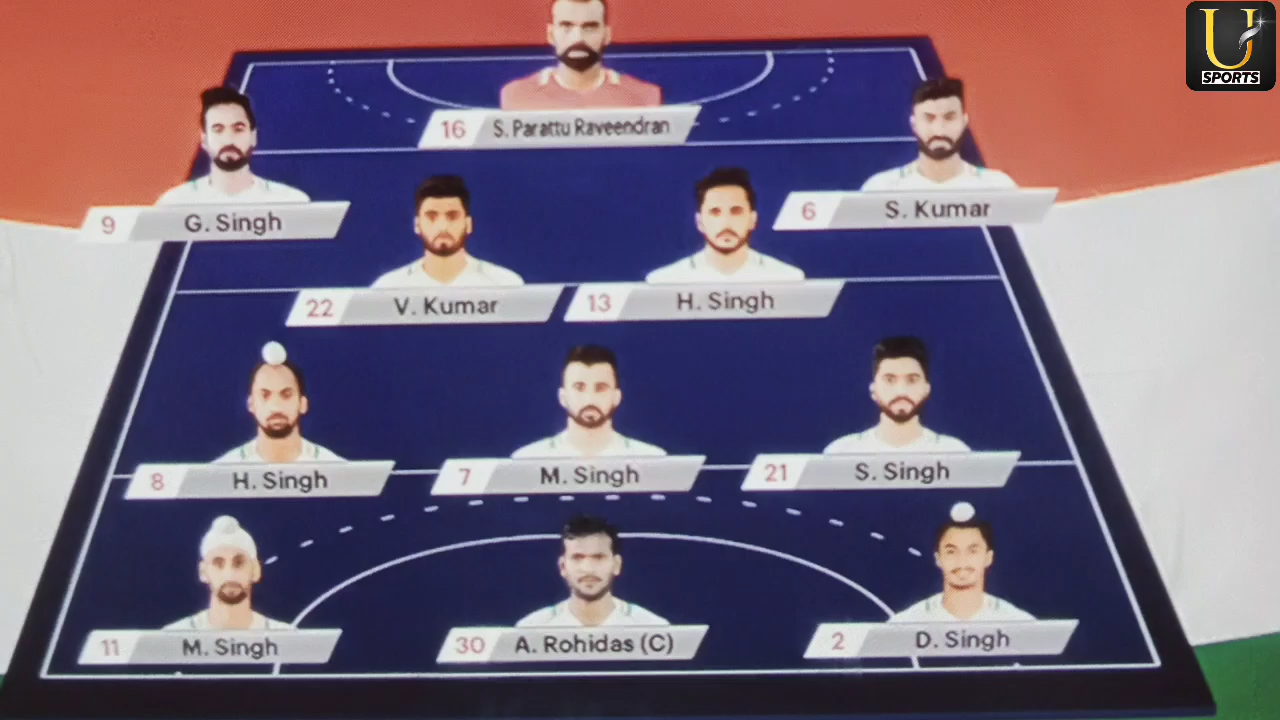 U
SPORTS
16 S. Parattu Raveendran
9 G. Singh
6 S. Kumar
22 V. Kumar
13 H. Singh
8 H. Singh
7 M. Singh
21 S. Singh
11 M. Singh
30 A. Rohidas (C)
2 D. Singh